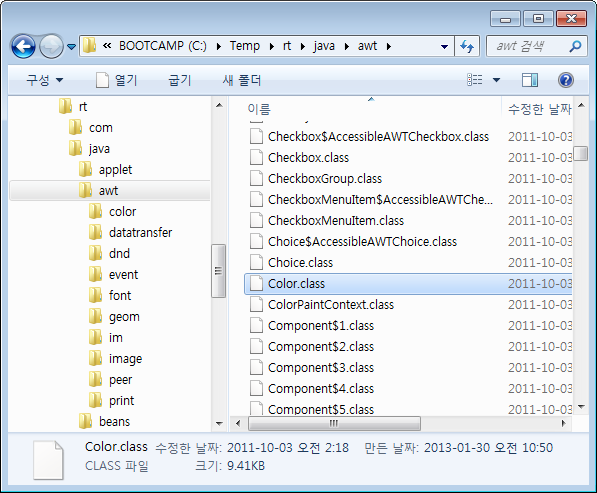 « BOOTCAMP (C:) ▸ Temp ▸ rt ▸ java ▸ awt ▸
awt 검색
구성 ▼ 열기 굽기 새 폴더
rt
com
java
applet
awt
color
datatransfer
dnd
event
font
geom
im
image
peer
print
beans
이름 수정한 날짜
Checkbox$AccessibleAWTCheckbox.class 2011-10-03
Checkbox.class 2011-10-03
CheckboxGroup.class 2011-10-03
CheckboxMenuItem$AccessibleAWTChe... 2011-10-03
CheckboxMenuItem.class 2011-10-03
Choice$AccessibleAWTChoice.class 2011-10-03
Choice.class 2011-10-03
Color.class 2011-10-03
ColorPaintContext.class 2011-10-03
Component$1.class 2011-10-03
Component$2.class 2011-10-03
Component$3.class 2011-10-03
Component$4.class 2011-10-03
Component$5.class 2011-10-03
Color.class 수정한 날짜: 2011-10-03 오전 2:18 만든 날짜: 2013-01-30 오전 10:50
CLASS 파일 크기: 9.41KB